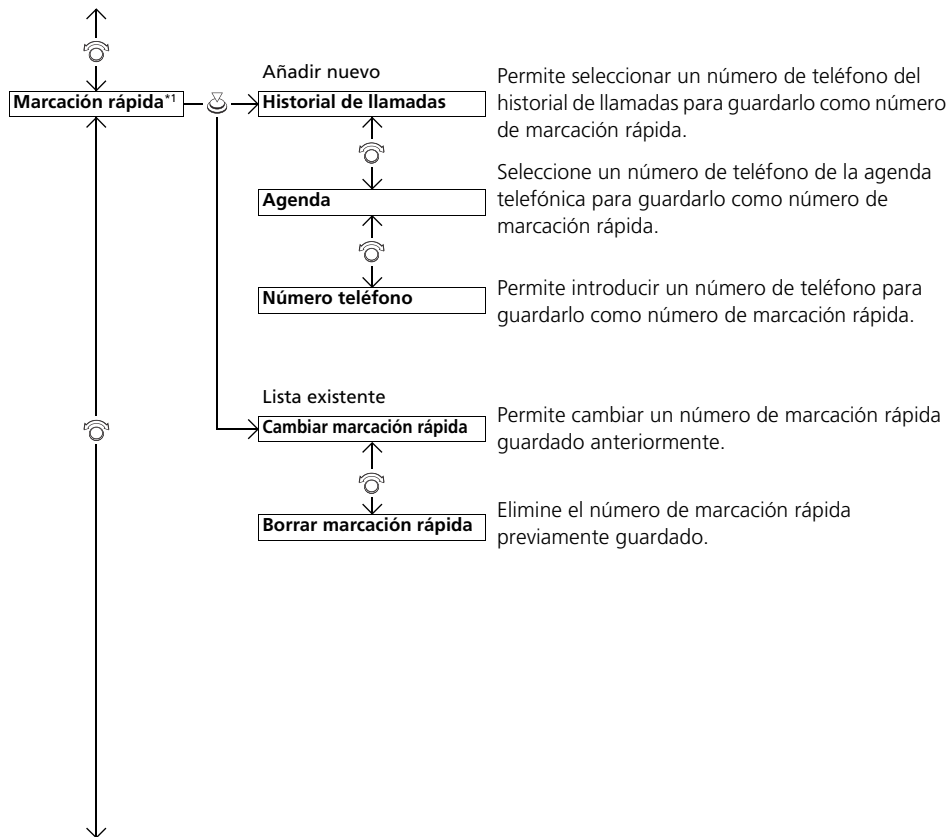 Marcación rápida*1
Añadir nuevo
Historial de llamadas
Permite seleccionar un número de teléfono del
historial de llamadas para guardarlo como número
de marcación rápida.
Agenda
Seleccione un número de teléfono de la agenda
telefónica para guardarlo como número de
marcación rápida.
Número teléfono
Permite introducir un número de teléfono para
guardarlo como número de marcación rápida.
Lista existente
Cambiar marcación rápida
Permite cambiar un número de marcación rápida
guardado anteriormente.
Borrar marcación rápida
Elimine el número de marcación rápida
previamente guardado.